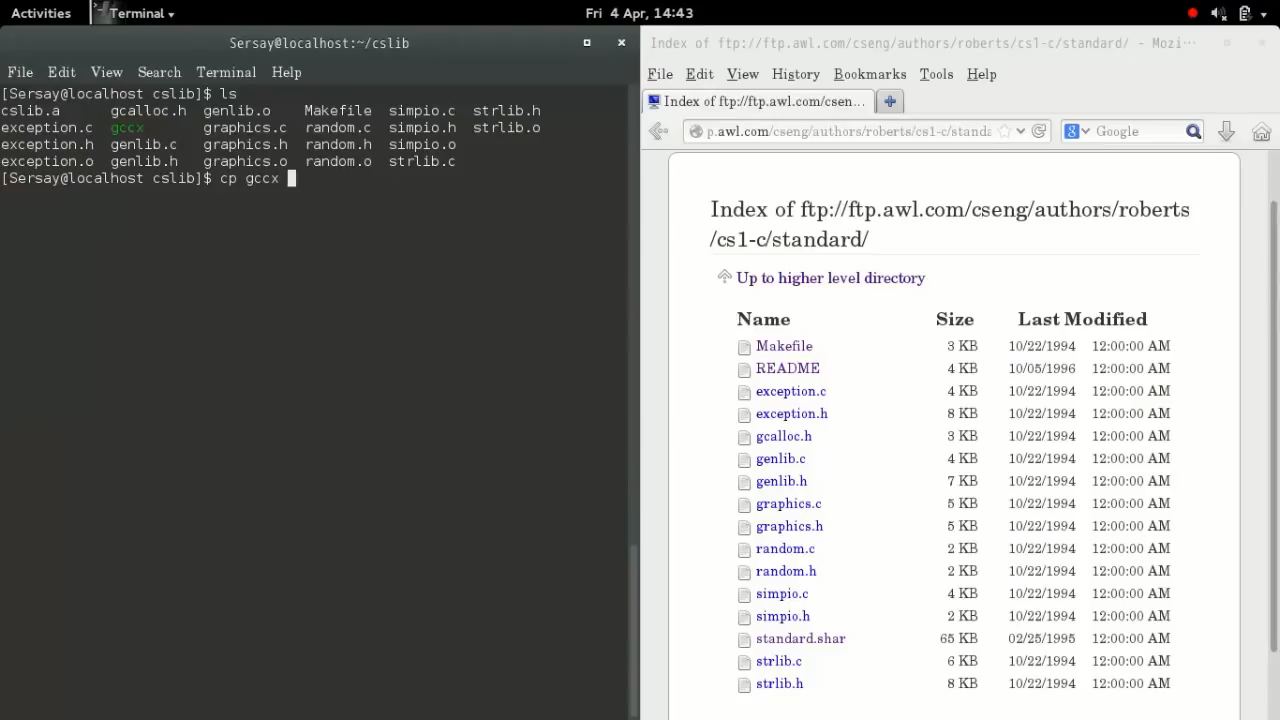 Activities Terminal Fri 4 Apr, 14:43
Sersay@localhost:~/cslib
File Edit View Search Terminal Help
[Sersay@localhost cslib]$ ls
cslib.a gcalloc.h genlib.o Makefile simpio.c strlib.h
exception.c gccx graphics.c random.c simpio.h strlib.o
exception.h genlib.c graphics.h random.h simpio.o
exception.o genlib.h graphics.o random.o strlib.c
[Sersay@localhost cslib]$ cp gccx
Index of ftp://ftp.awl.com/cseng/authors/roberts/cs1-c/standard/ - Mozi···
File Edit View History Bookmarks Tools Help
Index of ftp://ftp.awl.com/csen...
p.awl.com/cseng/authors/roberts/cs1-c/standa
Google
Index of ftp://ftp.awl.com/cseng/authors/roberts
/cs1-c/standard/
Up to higher level directory
Name Size Last Modified
Makefile 3 KB 10/22/1994 12:00:00 AM
README 4 KB 10/05/1996 12:00:00 AM
exception.c 4 KB 10/22/1994 12:00:00 AM
exception.h 8 KB 10/22/1994 12:00:00 AM
gcalloc.h 3 KB 10/22/1994 12:00:00 AM
genlib.c 4 KB 10/22/1994 12:00:00 AM
genlib.h 7 KB 10/22/1994 12:00:00 AM
graphics.c 5 KB 10/22/1994 12:00:00 AM
graphics.h 5 KB 10/22/1994 12:00:00 AM
random.c 2 KB 10/22/1994 12:00:00 AM
random.h 2 KB 10/22/1994 12:00:00 AM
simpio.c 4 KB 10/22/1994 12:00:00 AM
simpio.h 2 KB 10/22/1994 12:00:00 AM
standard.shar 65 KB 02/25/1995 12:00:00 AM
strlib.c 6 KB 10/22/1994 12:00:00 AM
strlib.h 8 KB 10/22/1994 12:00:00 AM